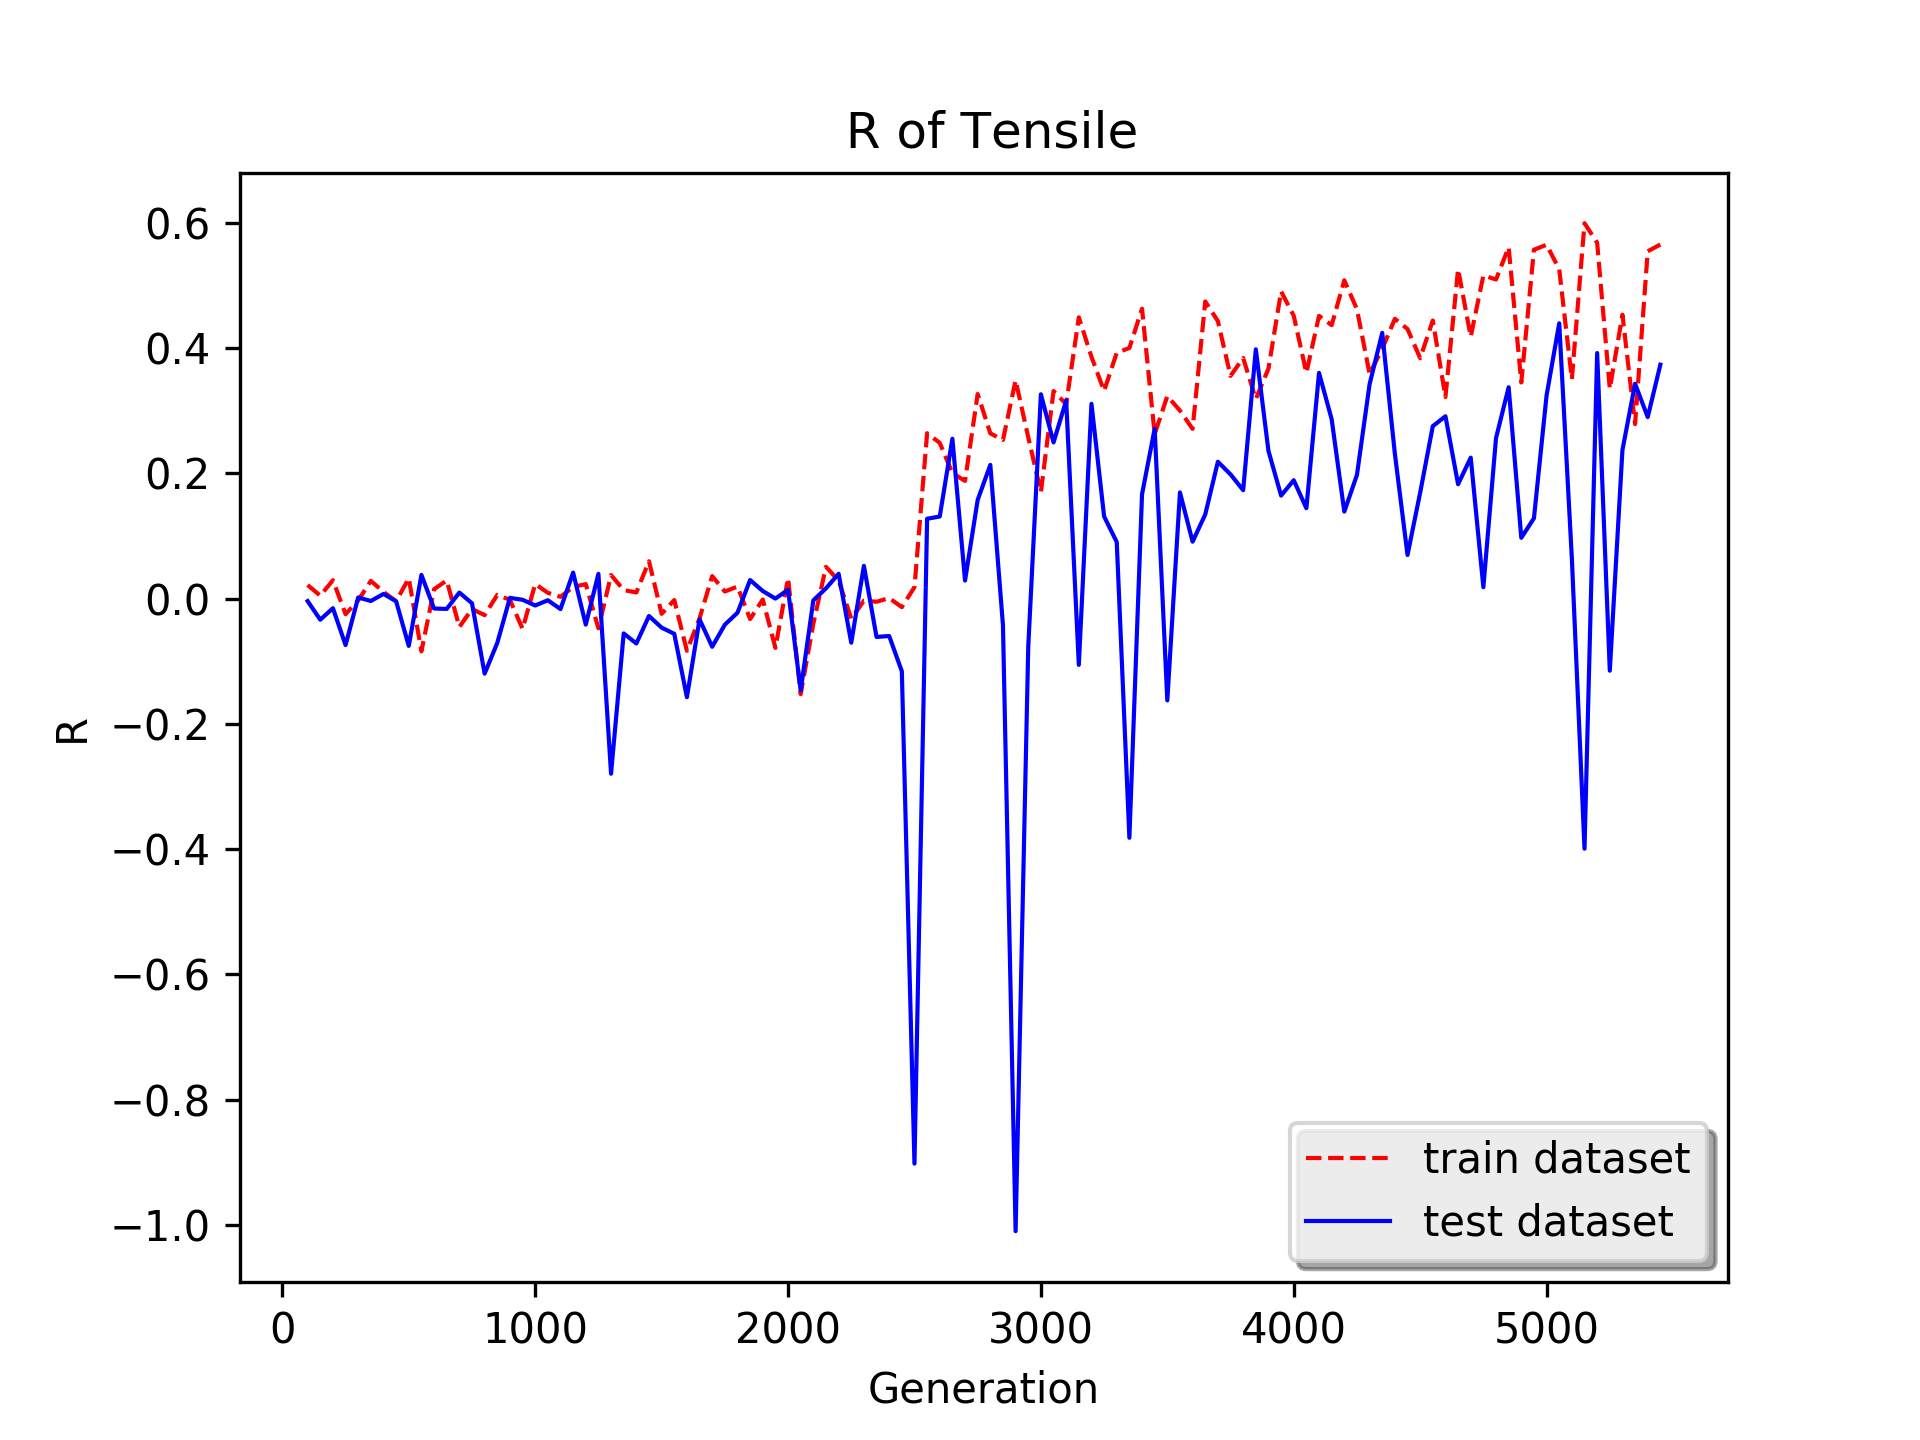 R of Tensile
R
0.6
0.4
0.2
0.0
−0.2
−0.4
−0.6
−0.8
−1.0
train dataset
test dataset
0 1000 2000 3000 4000 5000
Generation